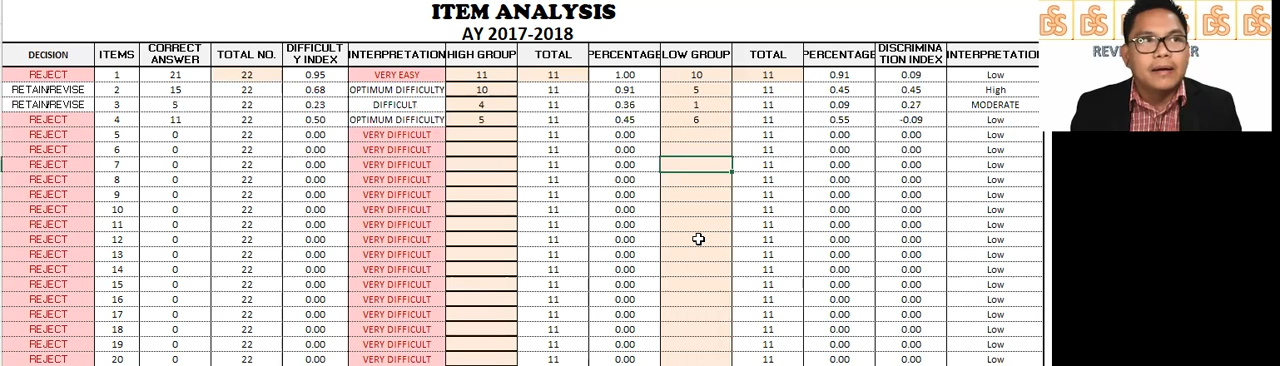 ITEM ANALYSIS
AY 2017-2018
DECISION ITEMS CORRECT ANSWER TOTAL NO. DIFFICULT Y INDEX INTERPRETATION HIGH GROUP TOTAL PERCENTAGE LOW GROUP TOTAL PERCENTAGE DISCRIMINA TION INDEX INTERPRETATIO
REJECT 1 21 22 0.95 VERY EASY 11 11 1.00 10 11 0.91 0.09 Low
RETAIN/REVISE 2 15 22 0.68 OPTIMUM DIFFICULTY 10 11 0.91 5 11 0.45 0.45 High
RETAIN/REVISE 3 5 22 0.23 DIFFICULT 4 11 0.36 1 11 0.09 0.27 MODERATE
REJECT 4 11 22 0.50 OPTIMUM DIFFICULTY 5 11 0.45 6 11 0.55 -0.09 Low
REJECT 5 0 22 0.00 VERY DIFFICULT 11 0.00 11 0.00 0.00 Low
REJECT 6 0 22 0.00 VERY DIFFICULT 11 0.00 11 0.00 0.00 Low
REJECT 7 0 22 0.00 VERY DIFFICULT 11 0.00 11 0.00 0.00 Low
REJECT 8 0 22 0.00 VERY DIFFICULT 11 0.00 11 0.00 0.00 Low
REJECT 9 0 22 0.00 VERY DIFFICULT 11 0.00 11 0.00 0.00 Low
REJECT 10 0 22 0.00 VERY DIFFICULT 11 0.00 11 0.00 0.00 Low
REJECT 11 0 22 0.00 VERY DIFFICULT 11 0.00 11 0.00 0.00 Low
REJECT 12 0 22 0.00 VERY DIFFICULT 11 0.00 11 0.00 0.00 Low
REJECT 13 0 22 0.00 VERY DIFFICULT 11 0.00 11 0.00 0.00 Low
REJECT 14 0 22 0.00 VERY DIFFICULT 11 0.00 11 0.00 0.00 Low
REJECT 15 0 22 0.00 VERY DIFFICULT 11 0.00 11 0.00 0.00 Low
REJECT 16 0 22 0.00 VERY DIFFICULT 11 0.00 11 0.00 0.00 Low
REJECT 17 0 22 0.00 VERY DIFFICULT 11 0.00 11 0.00 0.00 Low
REJECT 18 0 22 0.00 VERY DIFFICULT 11 0.00 11 0.00 0.00 Low
REJECT 19 0 22 0.00 VERY DIFFICULT 11 0.00 11 0.00 0.00 Low
REJECT 20 0 22 0.00 VERY DIFFICULT 11 0.00 11 0.00 0.00 Low